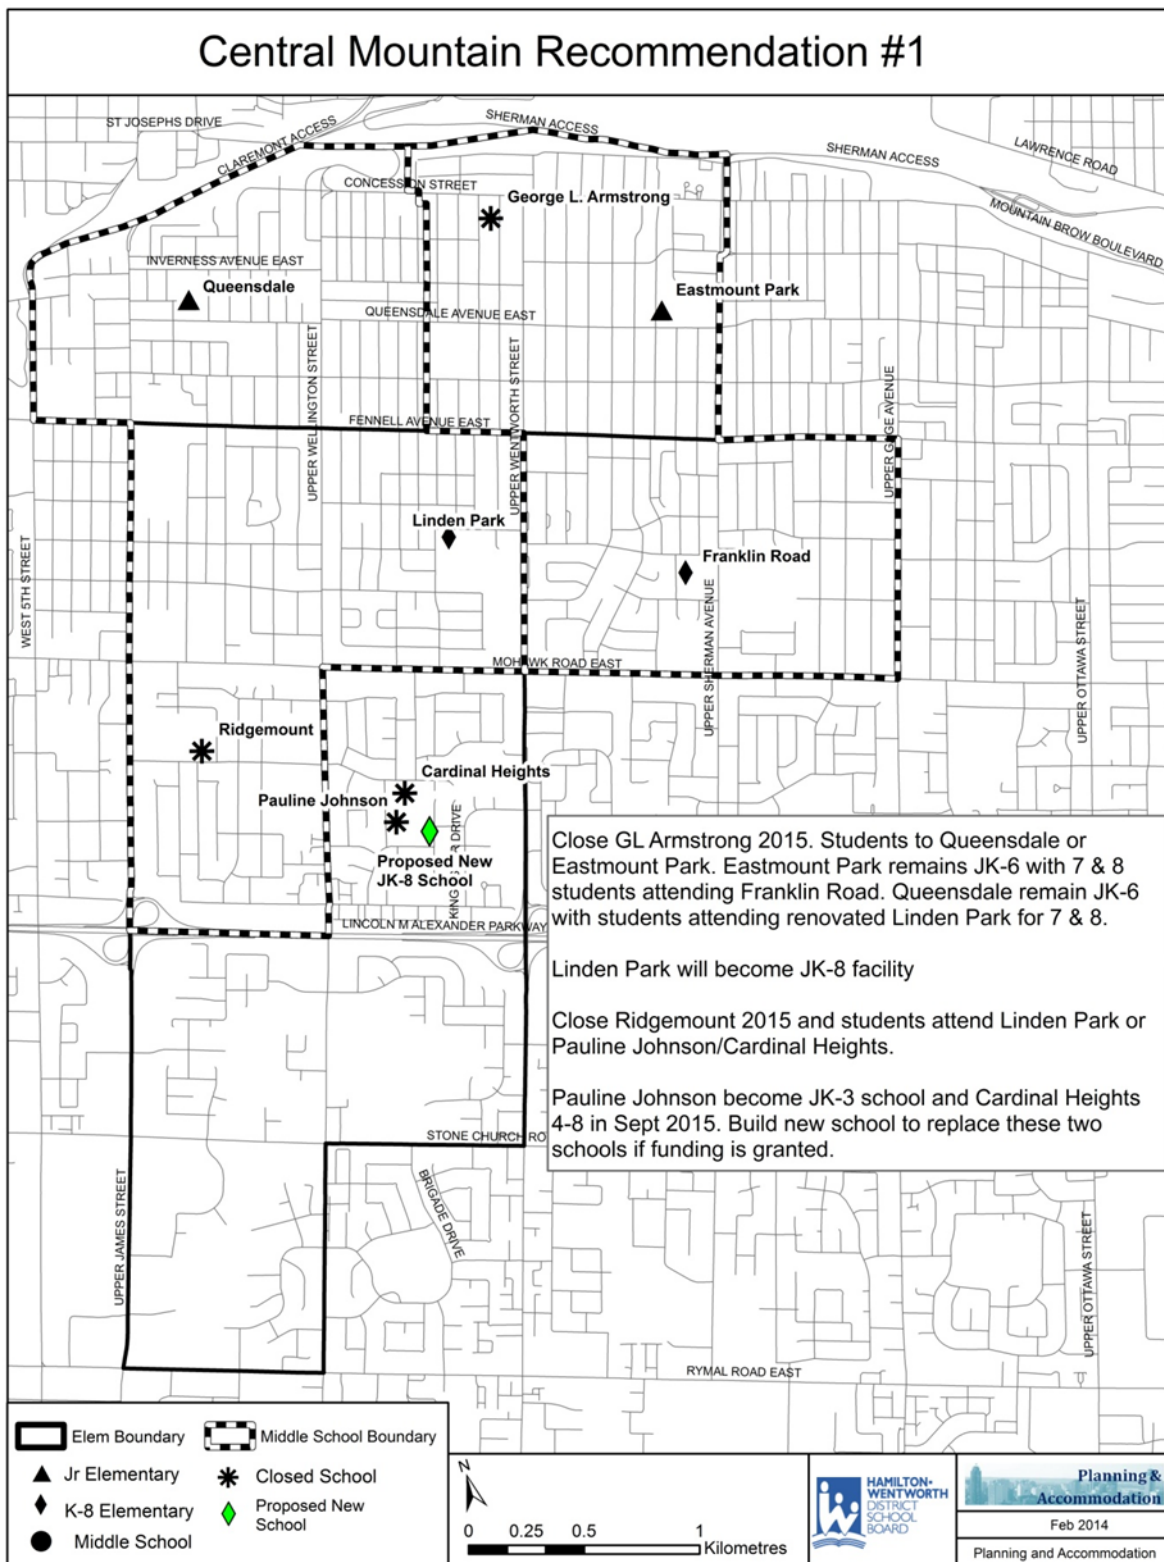 Central Mountain Recommendation #1
ST JOSEPHS DRIVE
CLAREMONT ACCESS
SHERMAN ACCESS
SHERMAN ACCESS
LAWRENCE ROAD
MOUNTAIN BROW BOULEVARD
CONCESSION STREET
George L. Armstrong
INVERNESS AVENUE EAST
Queensdale
Eastmount Park
QUEENSDALE AVENUE EAST
UPPER WELLINGTON STREET
UPPER WENTWORTH STREET
UPPER GAGE AVENUE
FENNELL AVENUE EAST
Linden Park
Franklin Road
WEST 5TH STREET
UPPER SHERMAN AVENUE
UPPER OTTAWA STREET
MOHAWK ROAD EAST
Ridgemount
Cardinal Heights
Pauline Johnson
Proposed New
JK-8 School
LINCOLN M ALEXANDER PARKWAY
Close GL Armstrong 2015. Students to Queensdale or
Eastmount Park. Eastmount Park remains JK-6 with 7 & 8
students attending Franklin Road. Queensdale remain JK-6
with students attending renovated Linden Park for 7 & 8.
Linden Park will become JK-8 facility
Close Ridgemount 2015 and students attend Linden Park or
Pauline Johnson/Cardinal Heights.
Pauline Johnson become JK-3 school and Cardinal Heights
4-8 in Sept 2015. Build new school to replace these two
schools if funding is granted.
STONE CHURCH RO
BRIGADE DRIVE
UPPER JAMES STREET
UPPER OTTAWA STREET
RYMAL ROAD EAST
Elem Boundary
Middle School Boundary
Jr Elementary
Closed School
K-8 Elementary
Proposed New
School
Middle School
N
0 0.25 0.5 1
Kilometres
HAMILTON-
WENTWORTH
DISTRICT
SCHOOL
BOARD
Planning &
Accommodation
Feb 2014
Planning and Accommodation